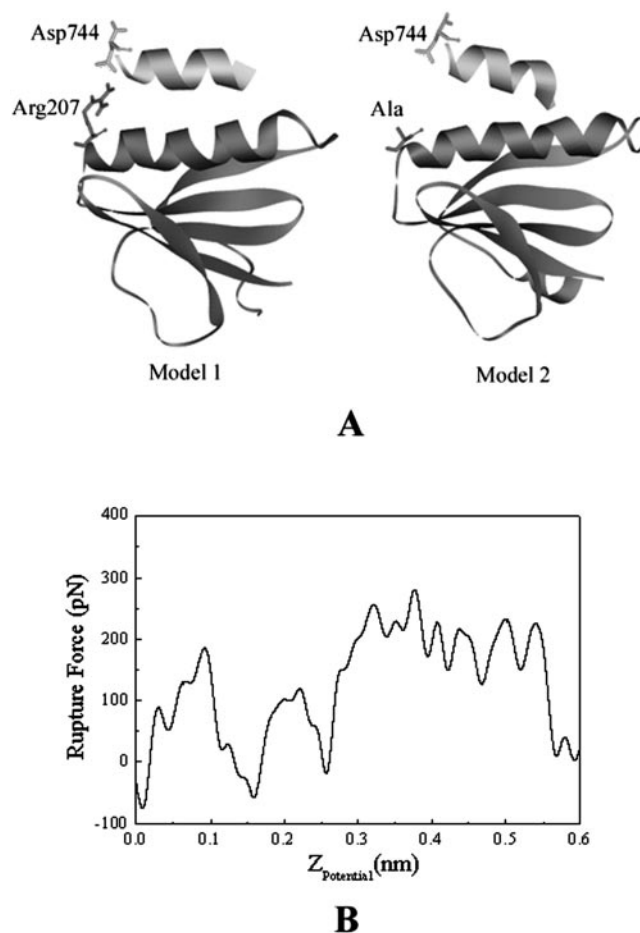 Asp744
Asp744
Arg207
Ala
Model 1
Model 2
A
400
300
200
100
0
-100
Rupture Force (pN)
0.0 0.1 0.2 0.3 0.4 0.5 0.6
Z Potential (nm)
B